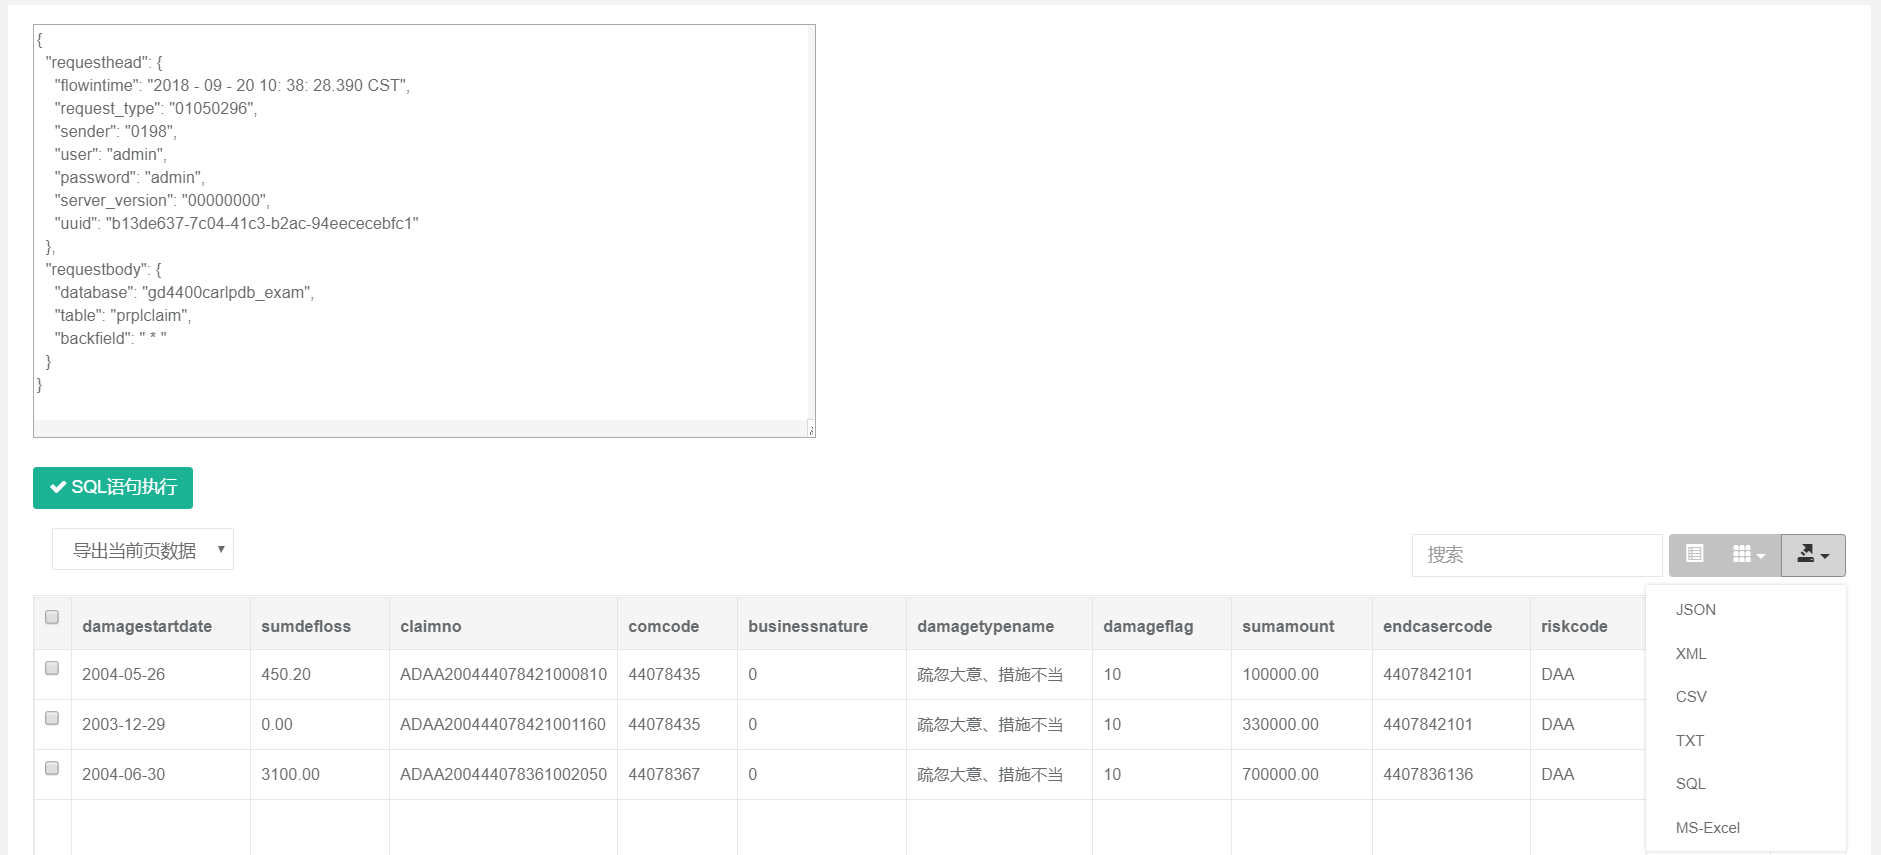 {
"requesthead": {
"flowintime": "2018 - 09 - 20 10: 38: 28.390 CST",
"request_type": "01050296",
"sender": "0198",
"user": "admin",
"password": "admin",
"server_version": "00000000",
"uuid": "b13de637-7c04-41c3-b2ac-94eececebfc1"
},
"requestbody": {
"database": "gd4400carlpdb_exam",
"table": "prplclaim",
"backfield": " * "
}
}
SQL语句执行
导出当前页数据 搜索
damagestartdate sumdefloss claimno comcode businessnature damagetypename damageflag sumamount endcasercode riskcode
2004-05-26 450.20 ADAA200444078421000810 44078435 0 疏忽大意、措施不当 10 100000.00 4407842101 DAA
2003-12-29 0.00 ADAA200444078421001160 44078435 0 疏忽大意、措施不当 10 330000.00 4407842101 DAA
2004-06-30 3100.00 ADAA200444078361002050 44078367 0 疏忽大意、措施不当 10 700000.00 4407836136 DAA
JSON
XML
CSV
TXT
SQL
MS-Excel